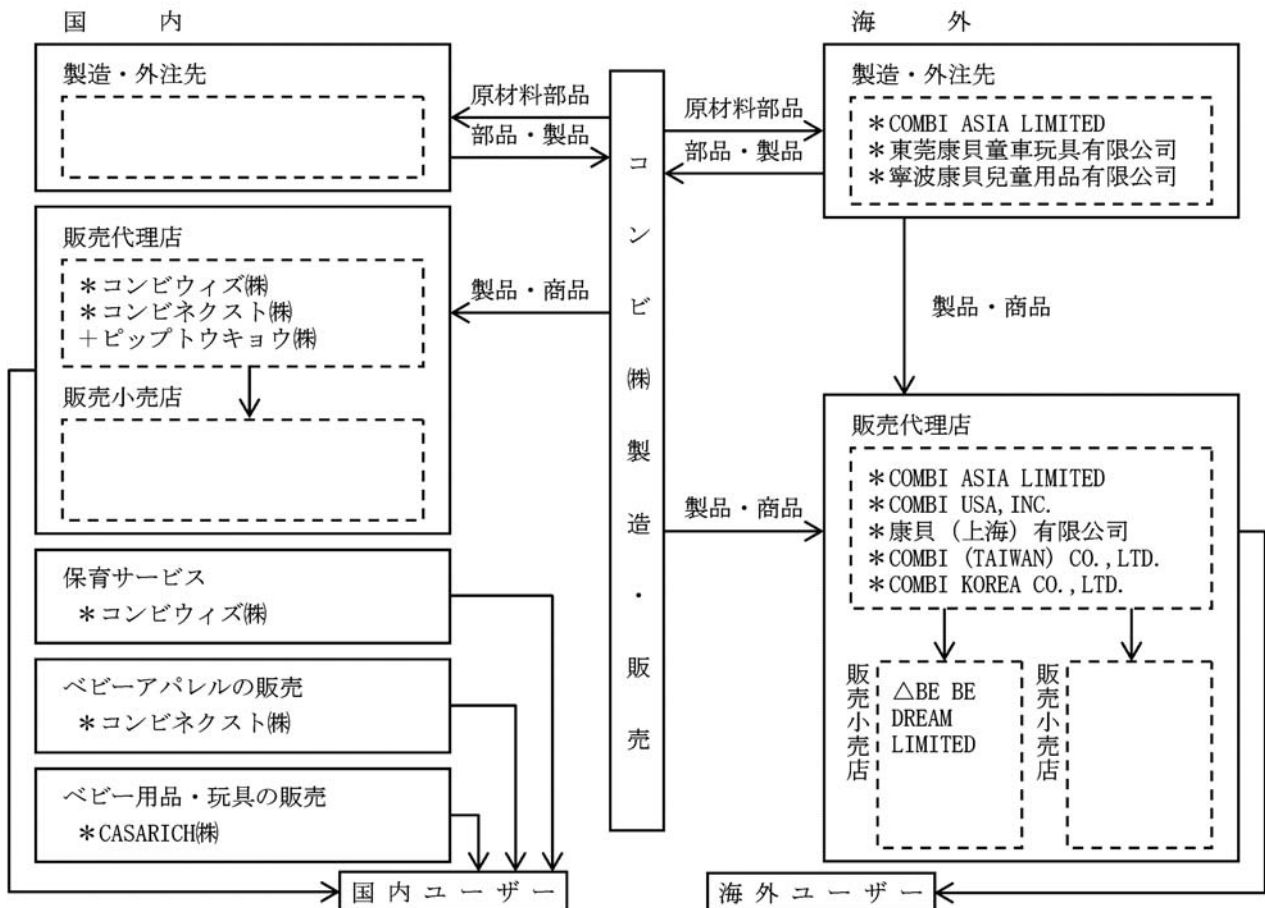 国　内
製造・外注先
原材料部品
部品・製品
販売代理店
＊コンビウィズ㈱
＊コンビネクスト㈱
＋ピップトウキョウ㈱
製品・商品
販売小売店
保育サービス
＊コンビウィズ㈱
ベビーアパレルの販売
＊コンビネクスト㈱
ベビー用品・玩具の販売
＊CASARICH㈱
国内ユーザー
コンビ㈱製造・販売
海　外
原材料部品
部品・製品
製造・外注先
＊COMBI ASIA LIMITED
＊東莞康貝童車玩具有限公司
＊寧波康貝兒童用品有限公司
製品・商品
製品・商品
販売代理店
＊COMBI ASIA LIMITED
＊COMBI USA,INC.
＊康貝（上海）有限公司
＊COMBI (TAIWAN) CO.,LTD.
＊COMBI KOREA CO.,LTD.
販売小売店
△BE BE
DREAM
LIMITED
販売小売店
海外ユーザー